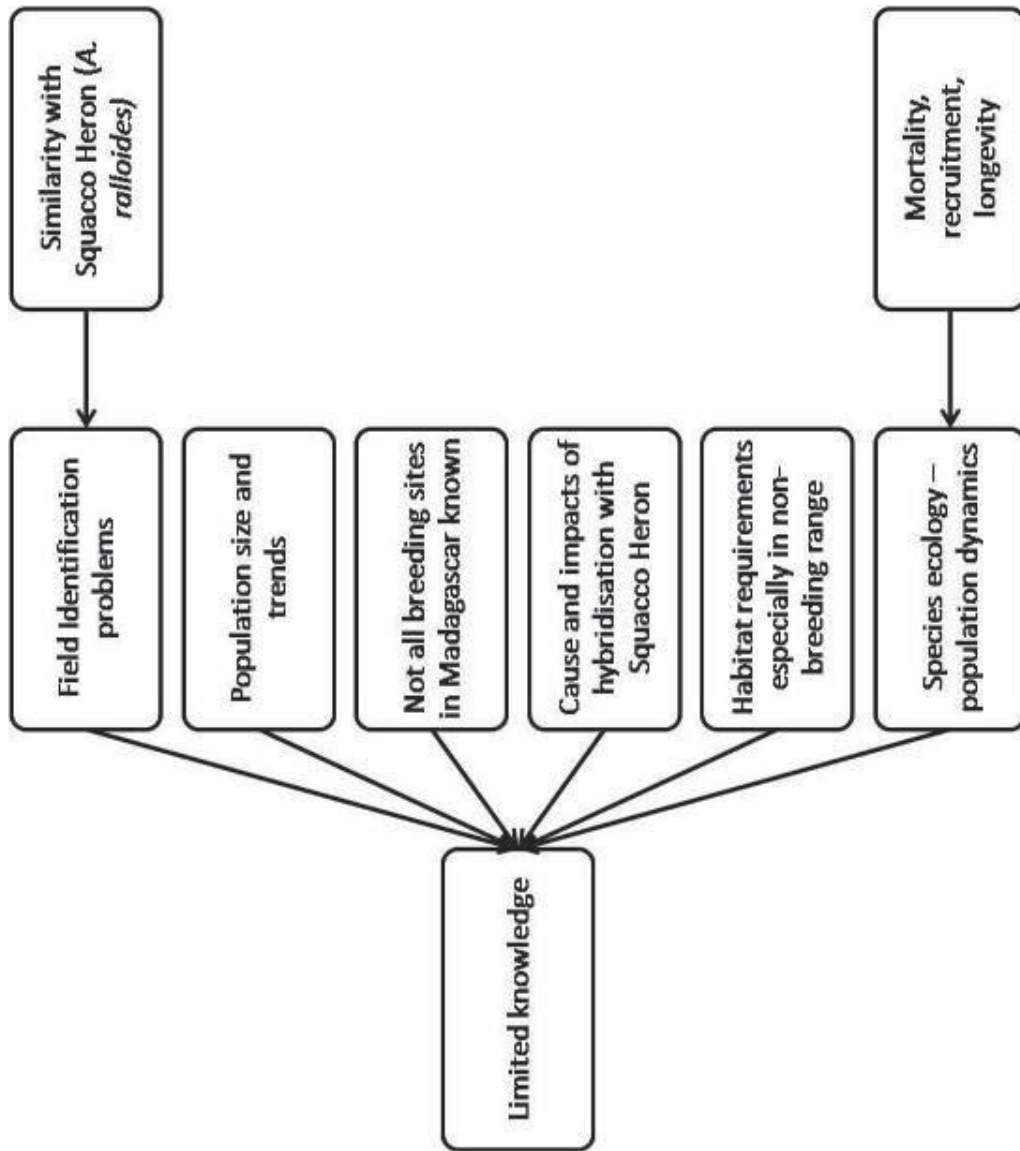 Limited knowledge
Field Identification
problems
Population size and
trends
Not all breeding sites
in Madagascar known
Cause and impacts of
hybridisation with
Squacco Heron
Habitat requirements
especially in non–
breeding range
Species ecology—
population dynamics
Similarity with
Squacco Heron (A.
ralloides)
Mortality,
recruitment,
longevity